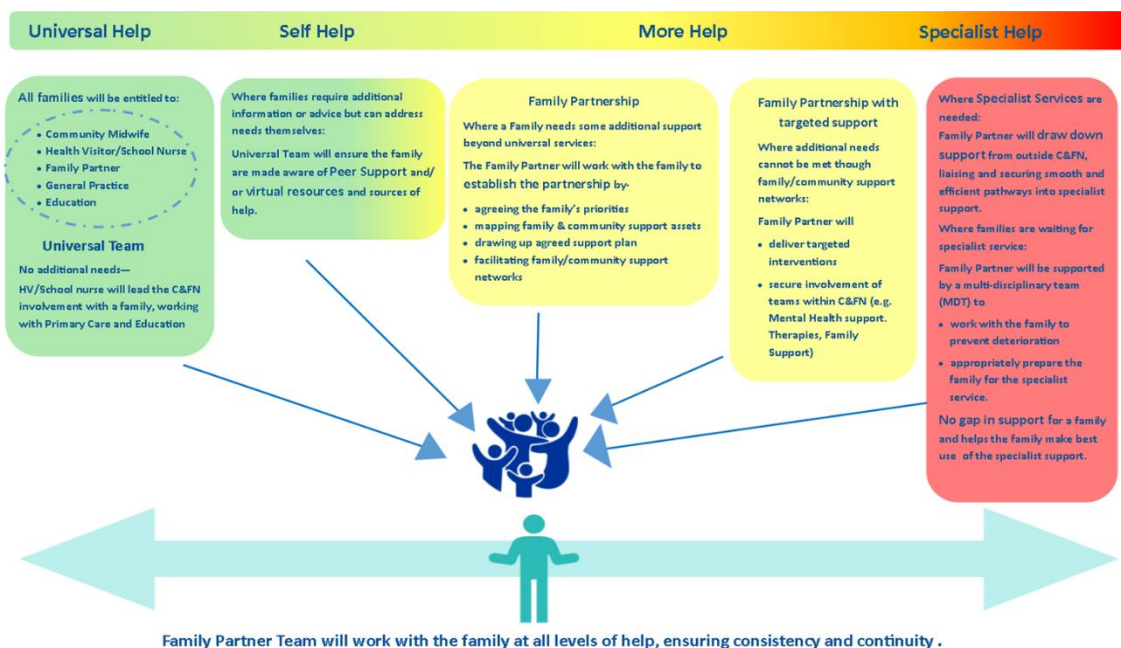 Universal Help
Self Help
More Help
Specialist Help
All families will be entitled to:
• Community Midwife
• Health Visitor/School Nurse
• Family Partner
• General Practice
• Education
Universal Team
No additional needs—
HV/School nurse will lead the C&FN
involvement with a family, working
with Primary Care and Education
Where families require additional
information or advice but can address
needs themselves:
Universal Team will ensure the family
are made aware of Peer Support and/
or virtual resources and sources of
help.
Family Partnership
Where a Family needs some additional support
beyond universal services:
The Family Partner will work with the family to
establish the partnership by-
• agreeing the family's priorities
• mapping family & community support assets
• drawing up agreed support plan
• facilitating family/community support
networks
Family Partnership with
targeted support
Where additional needs
cannot be met though
family/community support
networks:
Family Partner will
• deliver targeted
interventions
• secure involvement of
teams within C&FN (e.g.
Mental Health support.
Therapies, Family
Support)
Where Specialist Services are
needed:
Family Partner will draw down
support from outside C&FN,
liaising and securing smooth and
efficient pathways into specialist
support.
Where families are waiting for
specialist service:
Family Partner will be supported
by a multi-disciplinary team
(MDT) to
• work with the family to
prevent deterioration
• appropriately prepare the
family for the specialist
service.
No gap in support for a family
and helps the family make best
use of the specialist support.
Family Partner Team will work with the family at all levels of help, ensuring consistency and continuity .